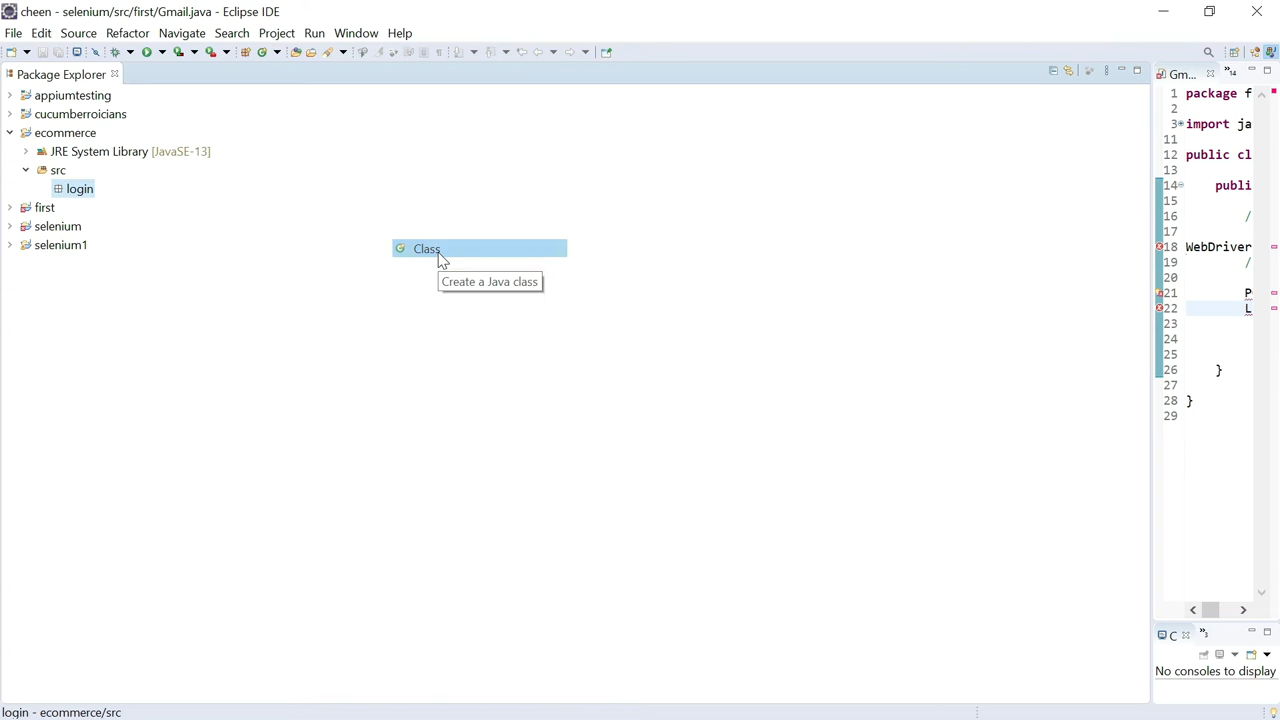 cheen - selenium/src/first/Gmail.java - Eclipse IDE
File Edit Source Refactor Navigate Search Project Run Window Help
Package Explorer
Gm...
14
appiumtesting
cucumberroicians
ecommerce
JRE System Library [JavaSE-13]
src
login
first
selenium
selenium1
Class
Create a Java class
1 package f
2
3 import ja
11
12 public cl
13
14 publi
15
16 /
17
18 WebDriver
19 /
20
21 P
22 L
23
24
25
26 }
27
28 }
29
C
3
No consoles to display
login - ecommerce/src